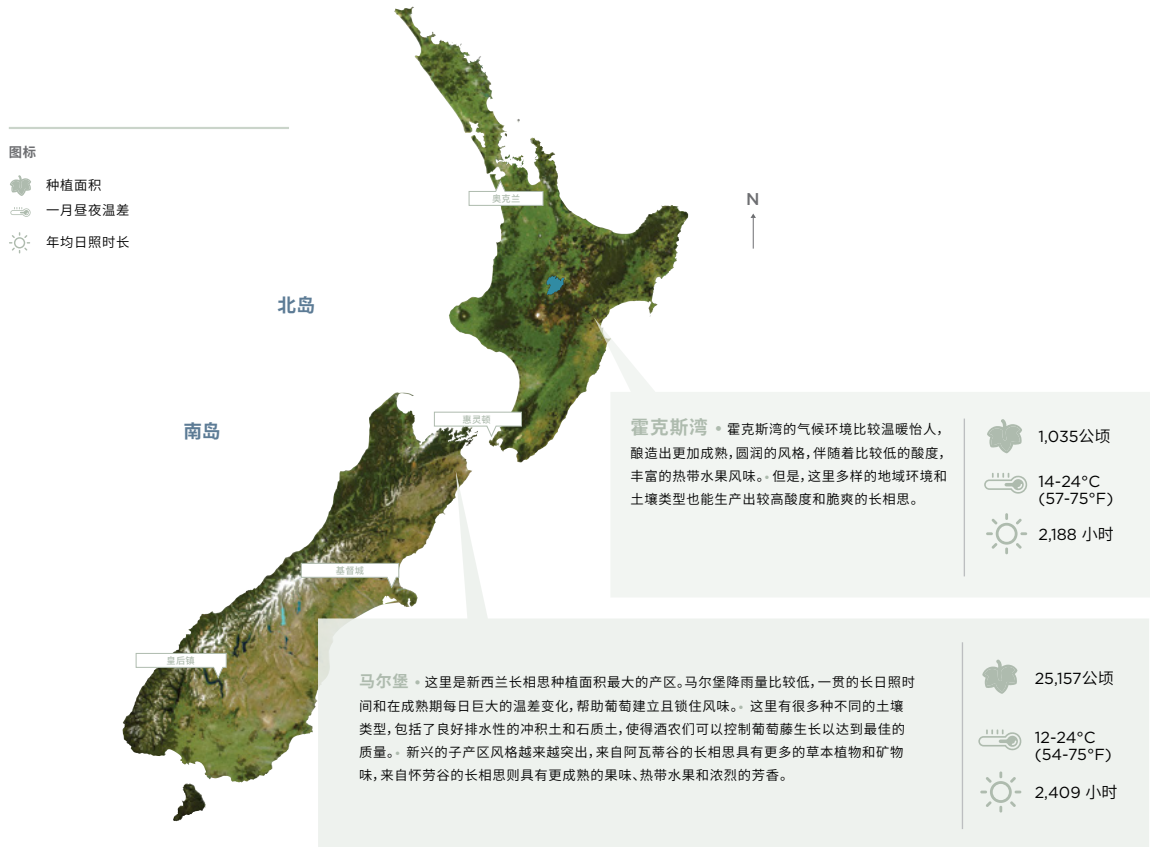 图标
种植面积
一月昼夜温差
年均日照时长
奥克兰
N
北岛
南岛
惠灵顿
基督城
皇后镇
霍克斯湾 • 霍克斯湾的气候环境比较温暖怡人，
酿造出更加成熟，圆润的风格，伴随着比较低的酸度，
丰富的热带水果风味。• 但是，这里多样的地域环境和
土壤类型也能生产出较高酸度和脆爽的长相思。
1,035公顷
14-24°C
(57-75°F)
2,188 小时
马尔堡 • 这里是新西兰长相思种植面积最大的产区。马尔堡降雨量比较低，一贯的长日照时
间和在成熟期每日巨大的温差变化，帮助葡萄建立且锁住风味。• 这里有很多种不同的土壤
类型，包括了良好排水性的冲积土和石质土，使得酒农们可以控制葡萄藤生长以达到最佳的
质量。• 新兴的子产区风格越来越突出，来自阿瓦蒂谷的长相思具有更多的草本植物和矿物
味，来自怀劳谷的长相思则具有更成熟的果味、热带水果和浓烈的芳香。
25,157公顷
12-24°C
(54-75°F)
2,409 小时